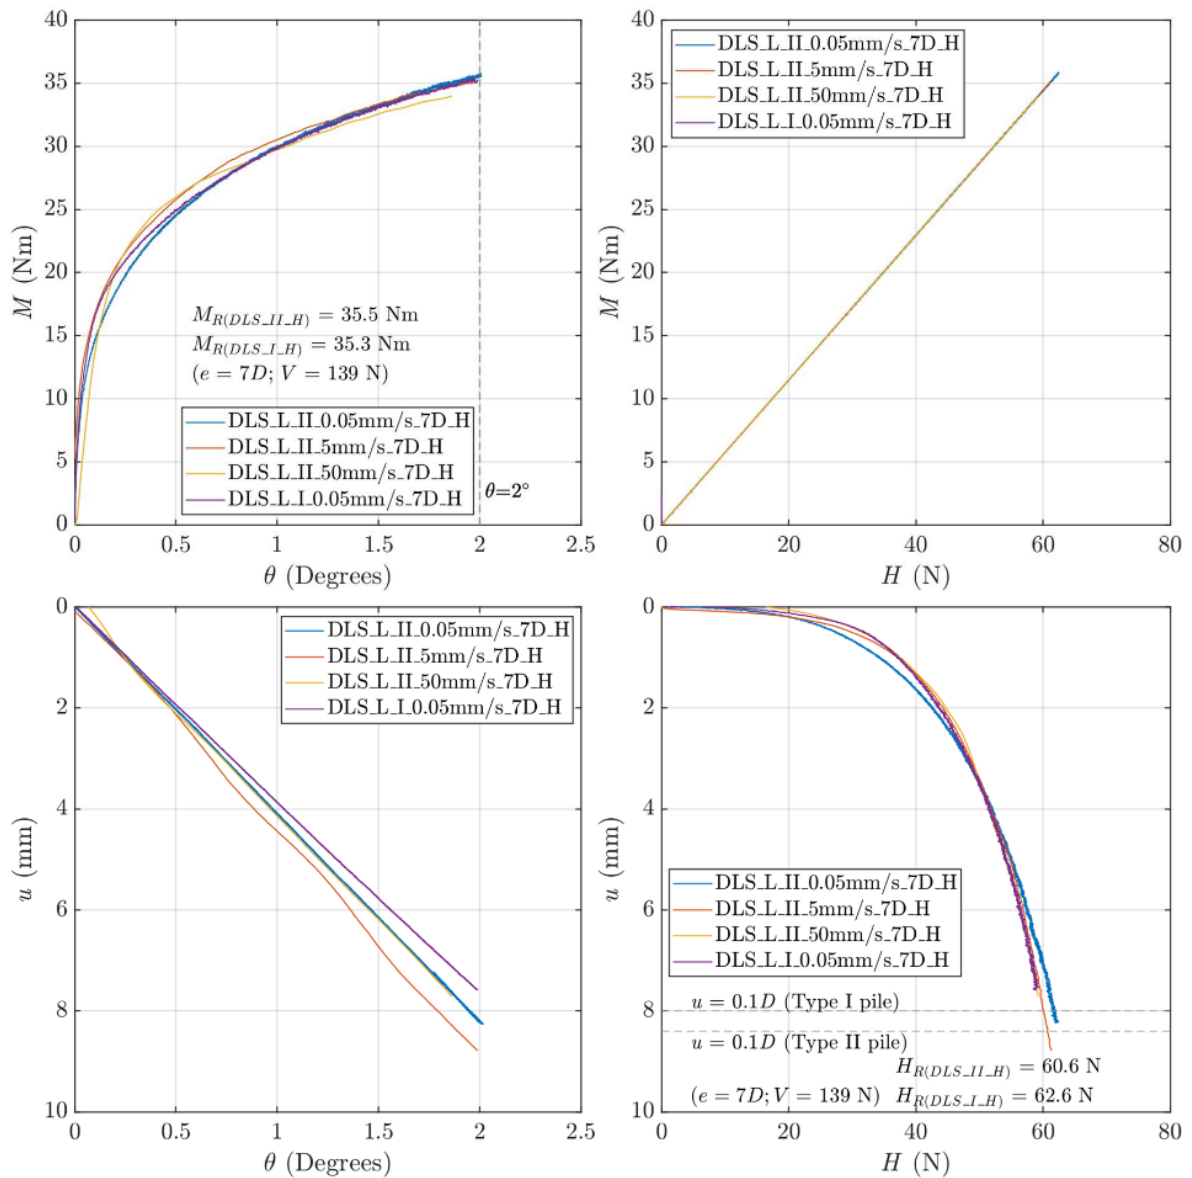 40
35
30
25
20
15
10
5
0
M (Nm)
M_{R(DLS_II_H)} = 35.5 Nm
M_{R(DLS_I_H)} = 35.3 Nm
(e = 7D; V = 139 N)
DLS_L_II_0.05mm/s_7D_H
DLS_L_II_5mm/s_7D_H
DLS_L_II_50mm/s_7D_H
DLS_L_I_0.05mm/s_7D_H
θ=2°
0 0.5 1 1.5 2 2.5
θ (Degrees)
40
35
30
25
20
15
10
5
0
M (Nm)
DLS_L_II_0.05mm/s_7D_H
DLS_L_II_5mm/s_7D_H
DLS_L_II_50mm/s_7D_H
DLS_L_I_0.05mm/s_7D_H
0 20 40 60 80
H (N)
0
2
4
6
8
10
u (mm)
DLS_L_II_0.05mm/s_7D_H
DLS_L_II_5mm/s_7D_H
DLS_L_II_50mm/s_7D_H
DLS_L_I_0.05mm/s_7D_H
0 0.5 1 1.5 2 2.5
θ (Degrees)
0
2
4
6
8
10
u (mm)
DLS_L_II_0.05mm/s_7D_H
DLS_L_II_5mm/s_7D_H
DLS_L_II_50mm/s_7D_H
DLS_L_I_0.05mm/s_7D_H
u = 0.1D (Type I pile)
u = 0.1D (Type II pile)
H_{R(DLS_II_H)} = 60.6 N
(e = 7D; V = 139 N) H_{R(DLS_I_H)} = 62.6 N
0 20 40 60 80
H (N)